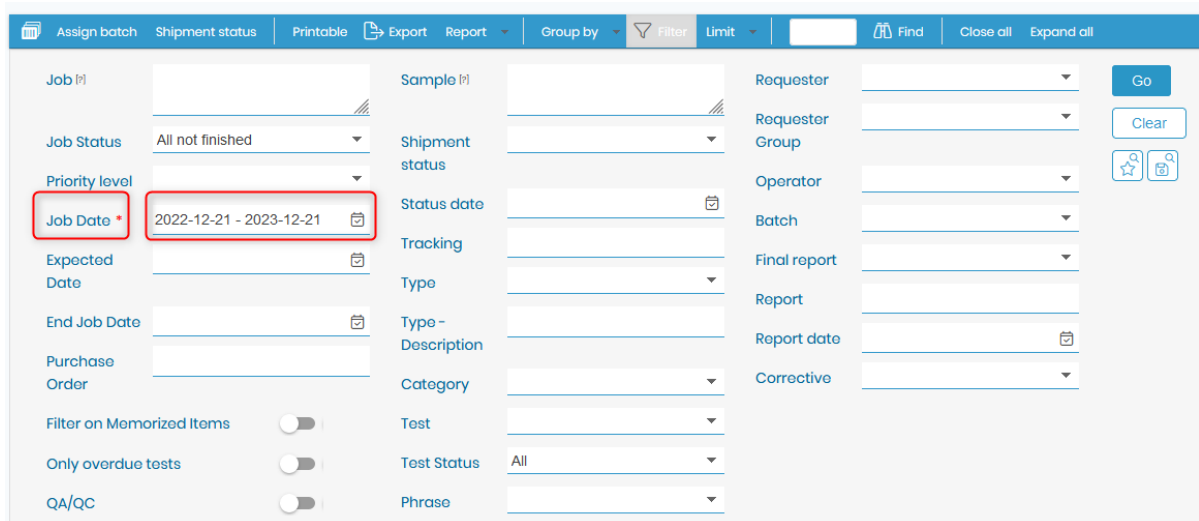 Assign batch Shipment status Printable Export Report Group by Filter Limit Find Close all Expand all
Job [?]
Job Status All not finished
Priority level
Job Date * 2022-12-21 - 2023-12-21
Expected
Date
End Job Date
Purchase
Order
Filter on Memorized Items
Only overdue tests
QA/QC
Sample [?]
Shipment
status
Status date
Tracking
Type
Type -
Description
Category
Test
Test Status All
Phrase
Requester
Requester
Group
Operator
Batch
Final report
Report
Report date
Corrective
Go
Clear